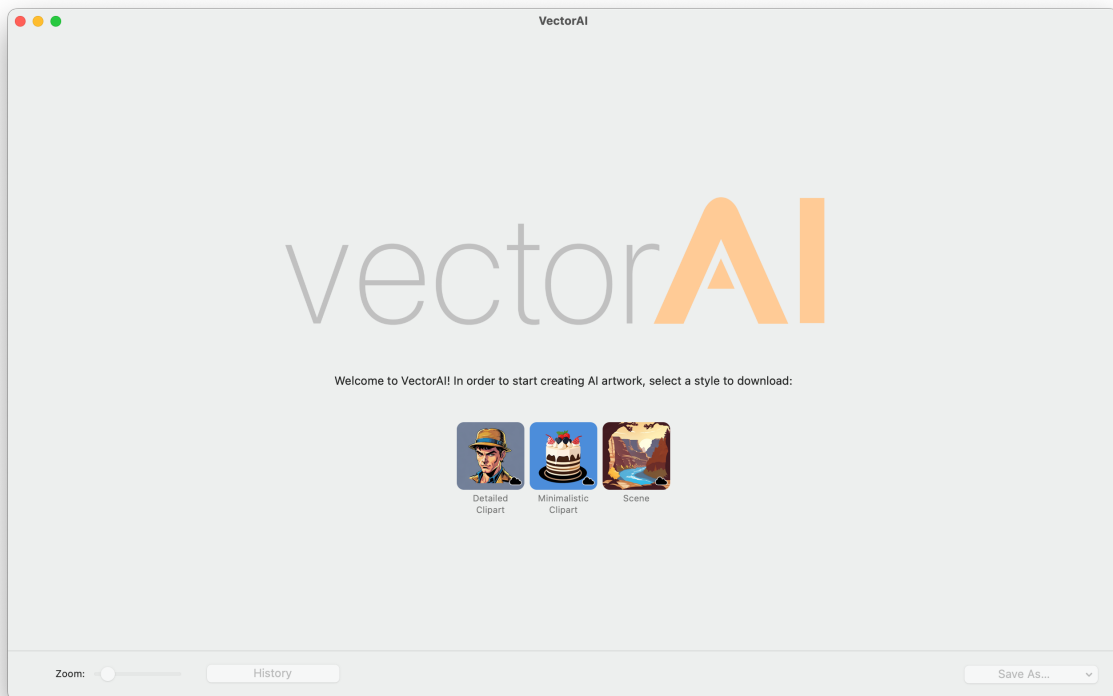 VectorAI
vectorAI
Welcome to VectorAI! In order to start creating AI artwork, select a style to download:
Detailed
Clipart
Minimalistic
Clipart
Scene
Zoom:
History
Save As...